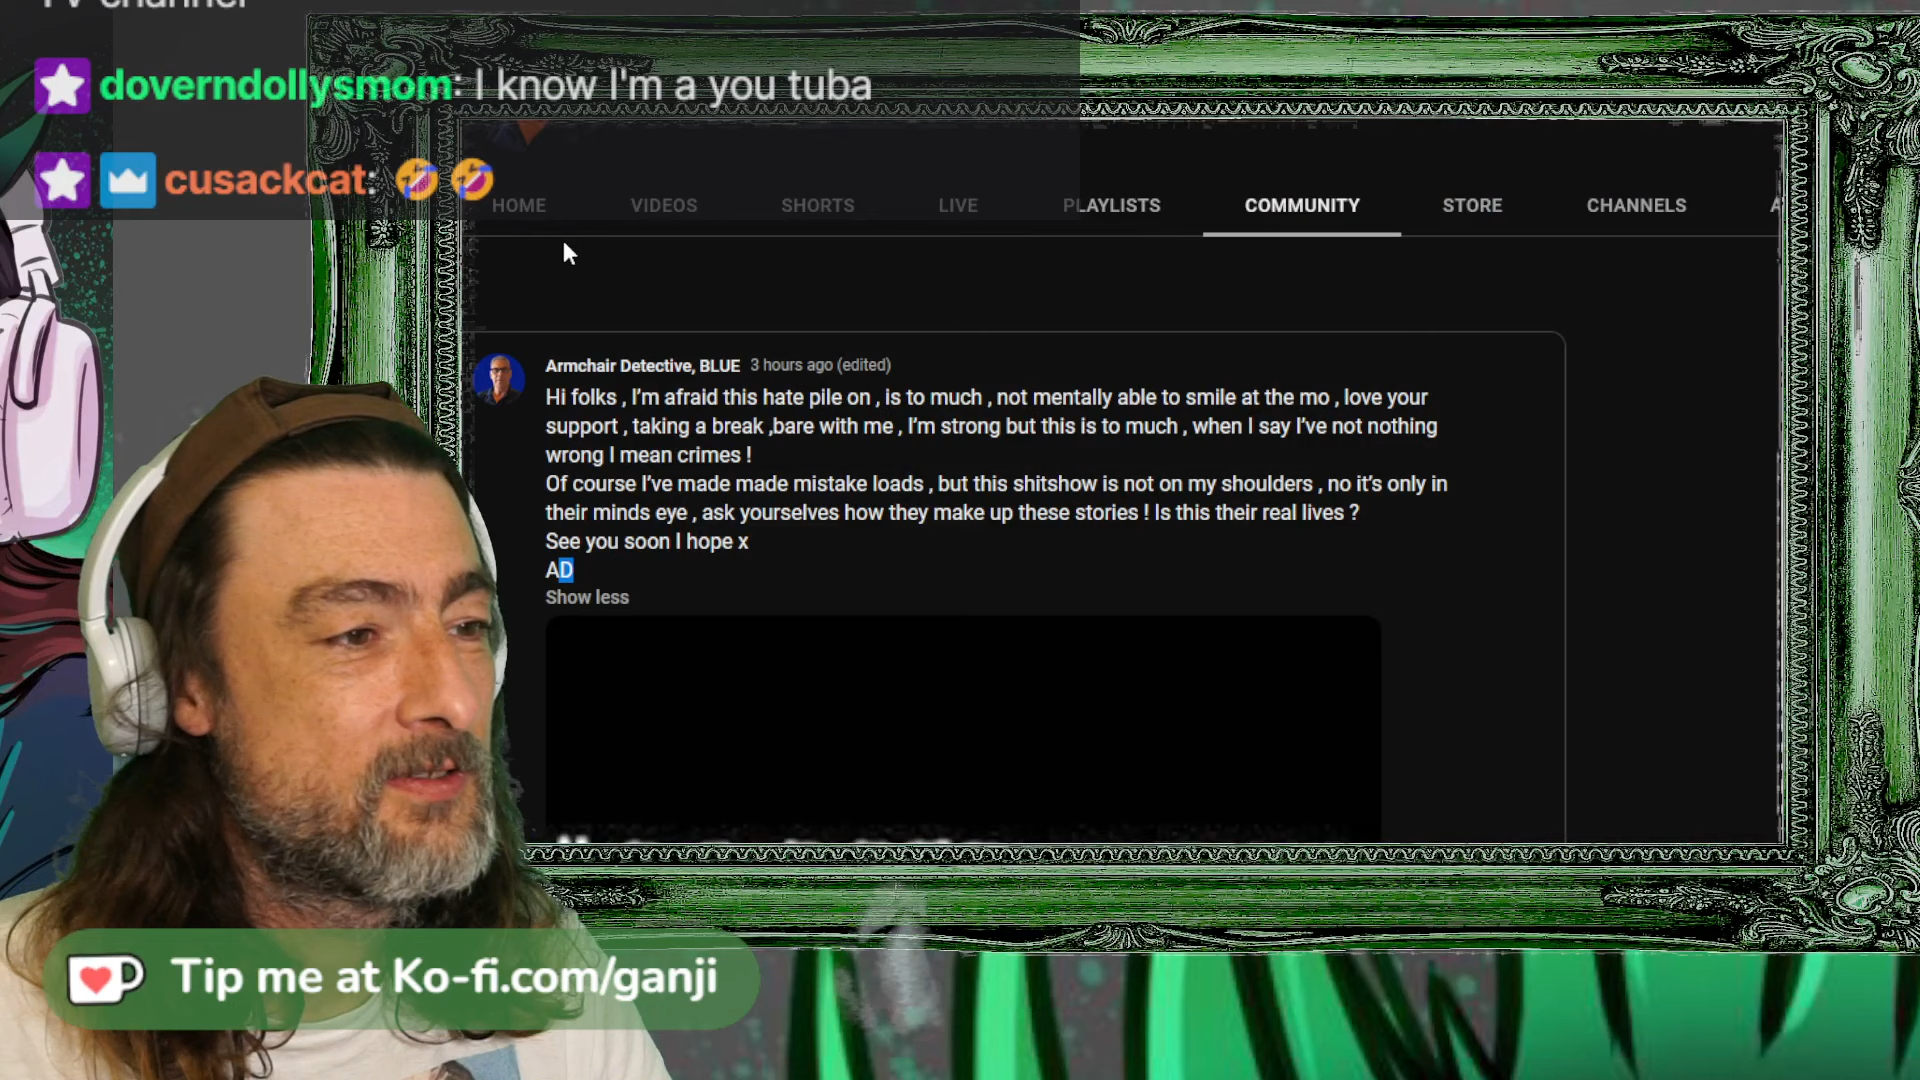 TV channel
doverndollysmom: I know I'm a you tuba
cusackcat: 🤣 🤣
HOME VIDEOS SHORTS LIVE PLAYLISTS COMMUNITY STORE CHANNELS A
Armchair Detective, BLUE 3 hours ago (edited)
Hi folks , I'm afraid this hate pile on , is to much , not mentally able to smile at the mo , love your
support , taking a break ,bare with me , I'm strong but this is to much , when I say I've not nothing
wrong I mean crimes !
Of course I've made made mistake loads , but this shitshow is not on my shoulders , no it's only in
their minds eye , ask yourselves how they make up these stories ! Is this their real lives ?
See you soon I hope x
AD
Show less
Tip me at Ko-fi.com/ganji